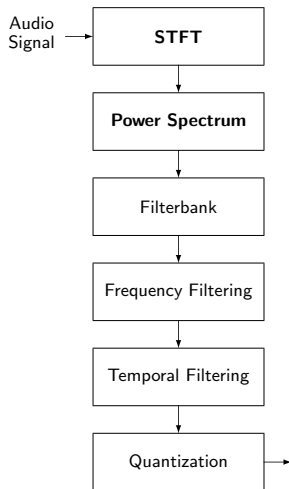 Audio
Signal
STFT
Power Spectrum
Filterbank
Frequency Filtering
Temporal Filtering
Quantization